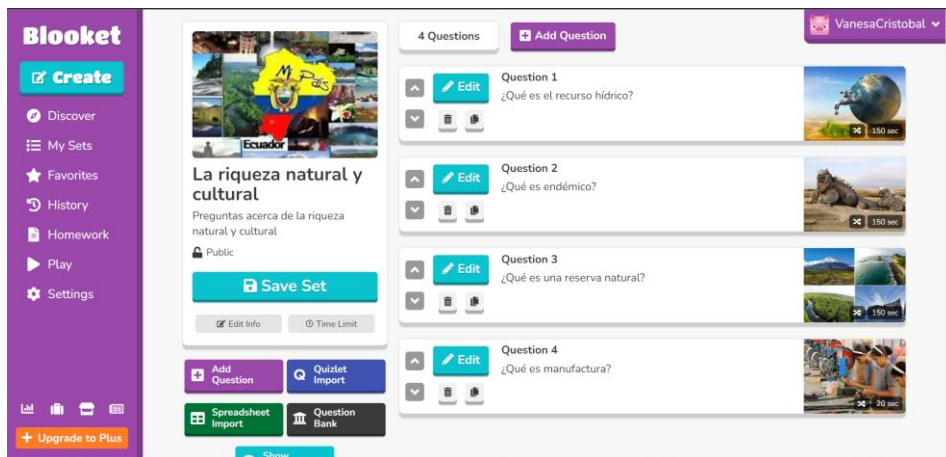 Blooket
Create
Discover
My Sets
Favorites
History
Homework
Play
Settings
Upgrade to Plus
Mi País
Ecuador
La riqueza natural y
cultural
Preguntas acerca de la riqueza
natural y cultural
Public
Save Set
Edit Info
Time Limit
Add
Question
Quizlet
Import
Spreadsheet
Import
Question
Bank
Show
4 Questions
Add Question
VanesaCristobal
Edit
Question 1
¿Qué es el recurso hídrico?
150 sec
Edit
Question 2
¿Qué es endémico?
150 sec
Edit
Question 3
¿Qué es una reserva natural?
150 sec
Edit
Question 4
¿Qué es manufactura?
20 sec